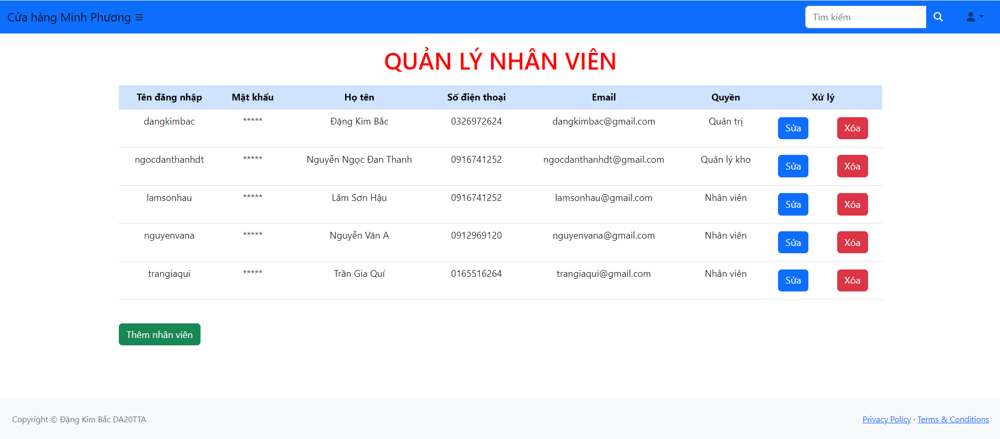 Cửa hàng Minh Phương
Tìm kiếm
QUẢN LÝ NHÂN VIÊN
Tên đăng nhập Mật khẩu Họ tên Số điện thoại Email Quyền Xử lý
dangkimbac ***** Đặng Kim Bắc 0326972624 dangkimbac@gmail.com Quản trị Sửa Xóa
ngocdanthanhdt ***** Nguyễn Ngọc Đan Thanh 0916741252 ngocdanthanhdt@gmail.com Quản lý kho Sửa Xóa
lamsonhau ***** Lâm Sơn Hậu 0916741252 lamsonhau@gmail.com Nhân viên Sửa Xóa
nguyenvana ***** Nguyễn Văn A 0912969120 nguyenvana@gmail.com Nhân viên Sửa Xóa
trangiaqui ***** Trần Gia Quí 0165516264 trangiaqui@gmail.com Nhân viên Sửa Xóa
Thêm nhân viên
Copyright © Đặng Kim Bắc DA20TTA
Privacy Policy · Terms & Conditions